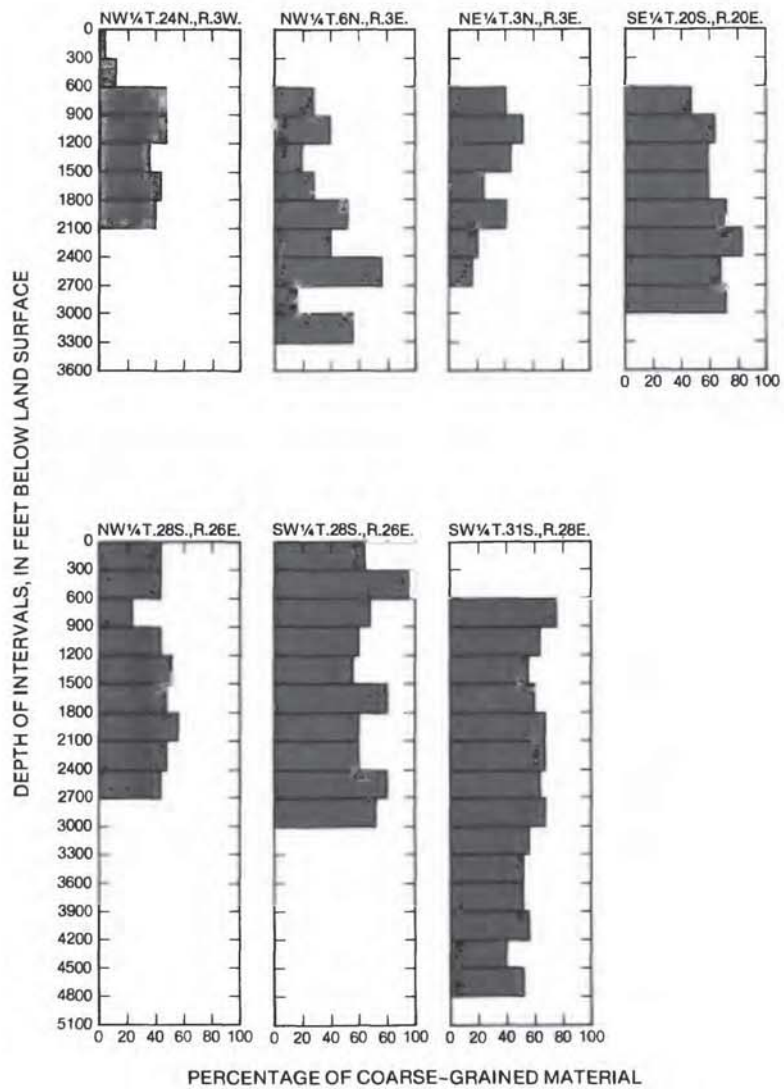 NW¼T.24N.,R.3W.
NW¼T.6N.,R.3E.
NE¼T.3N.,R.3E.
SE¼T.20S.,R.20E.
0
300
600
900
1200
1500
1800
2100
2400
2700
3000
3300
3600
0 20 40 60 80 100
DEPTH OF INTERVALS, IN FEET BELOW LAND SURFACE
NW¼T.28S.,R.26E.
SW¼T.28S.,R.26E.
SW¼T.31S.,R.28E.
0
300
600
900
1200
1500
1800
2100
2400
2700
3000
3300
3600
3900
4200
4500
4800
5100
0 20 40 60 80 100
0 20 40 60 80 100
0 20 40 60 80 100
PERCENTAGE OF COARSE-GRAINED MATERIAL